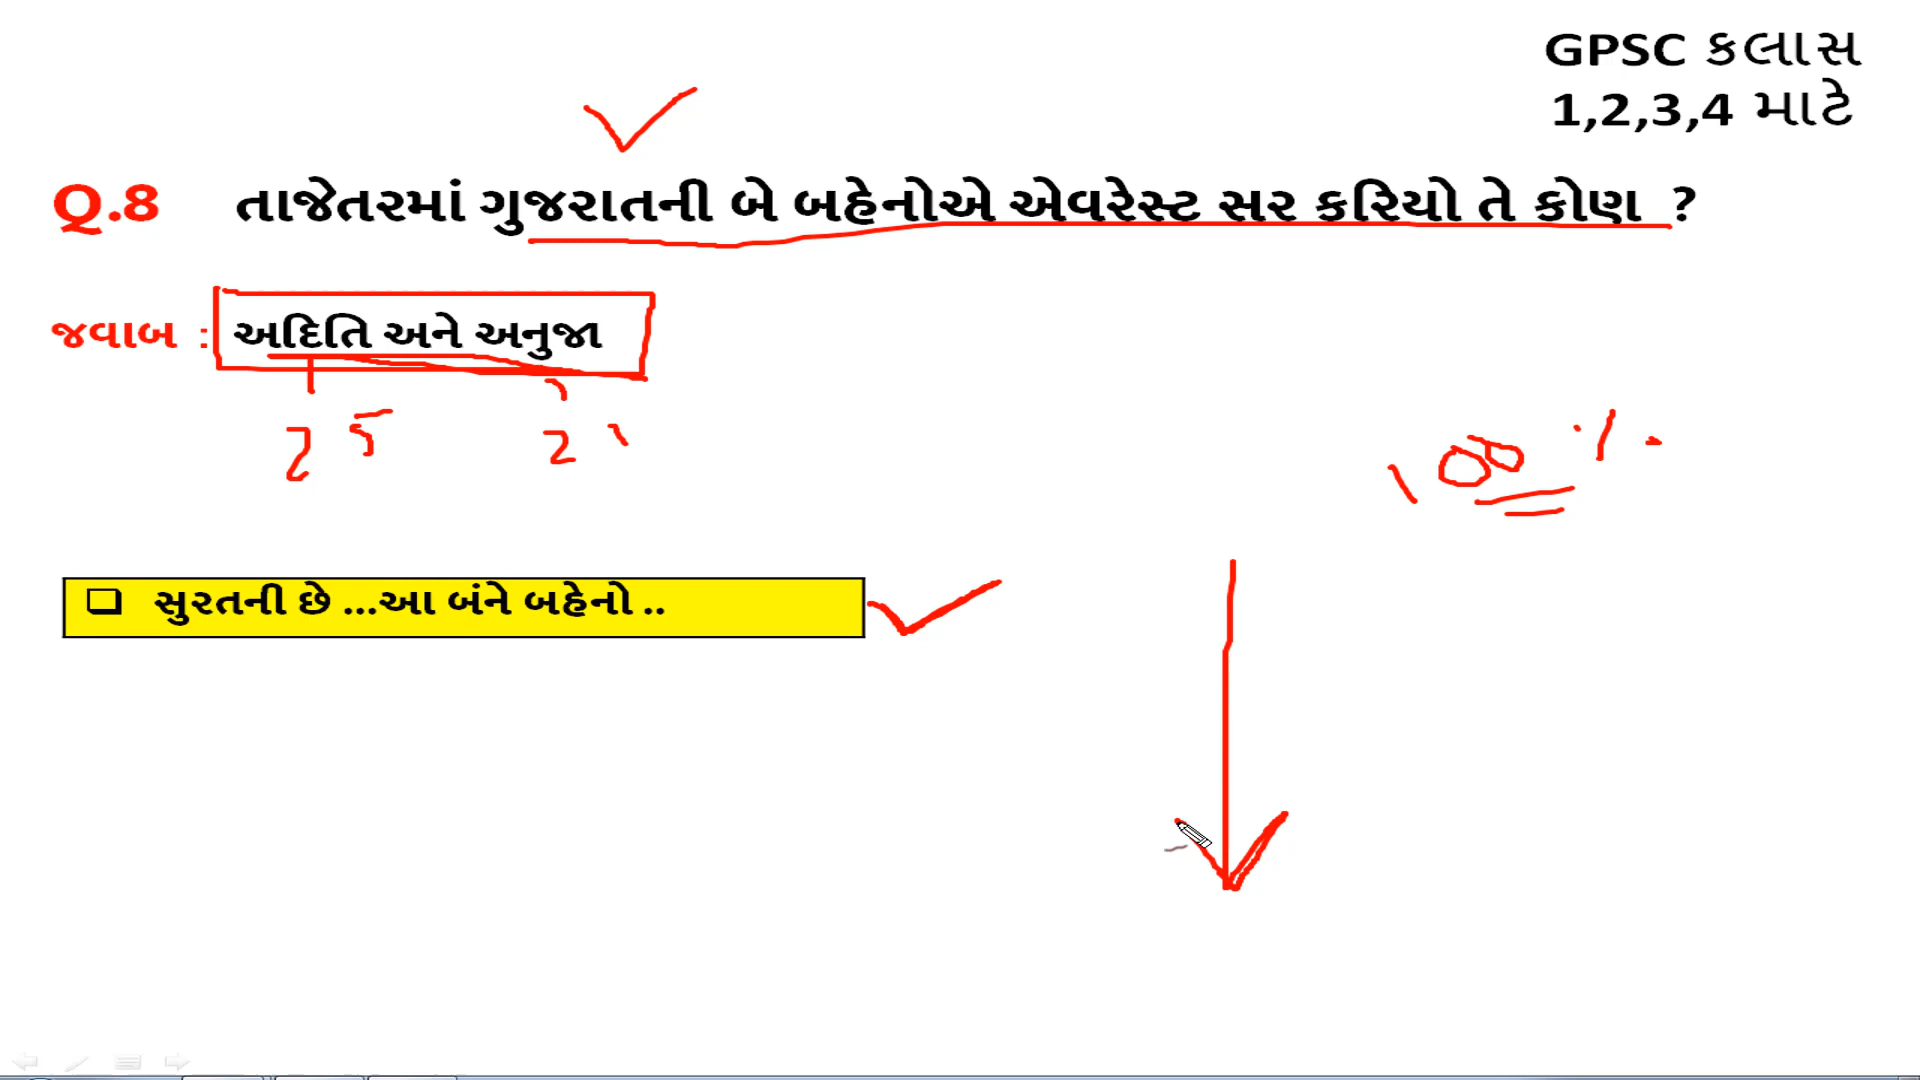 GPSC કલાસ
1,2,3,4 માટે
Q.8 તાજેતરમાં ગુજરાતની બે બહેનોએ એવરેસ્ટ સર કરિયો તે કોણ ?
જવાબ : અદિતિ અને અનુજા
25 21
100 %
સુરતની છે ...આ બંને બહેનો ..